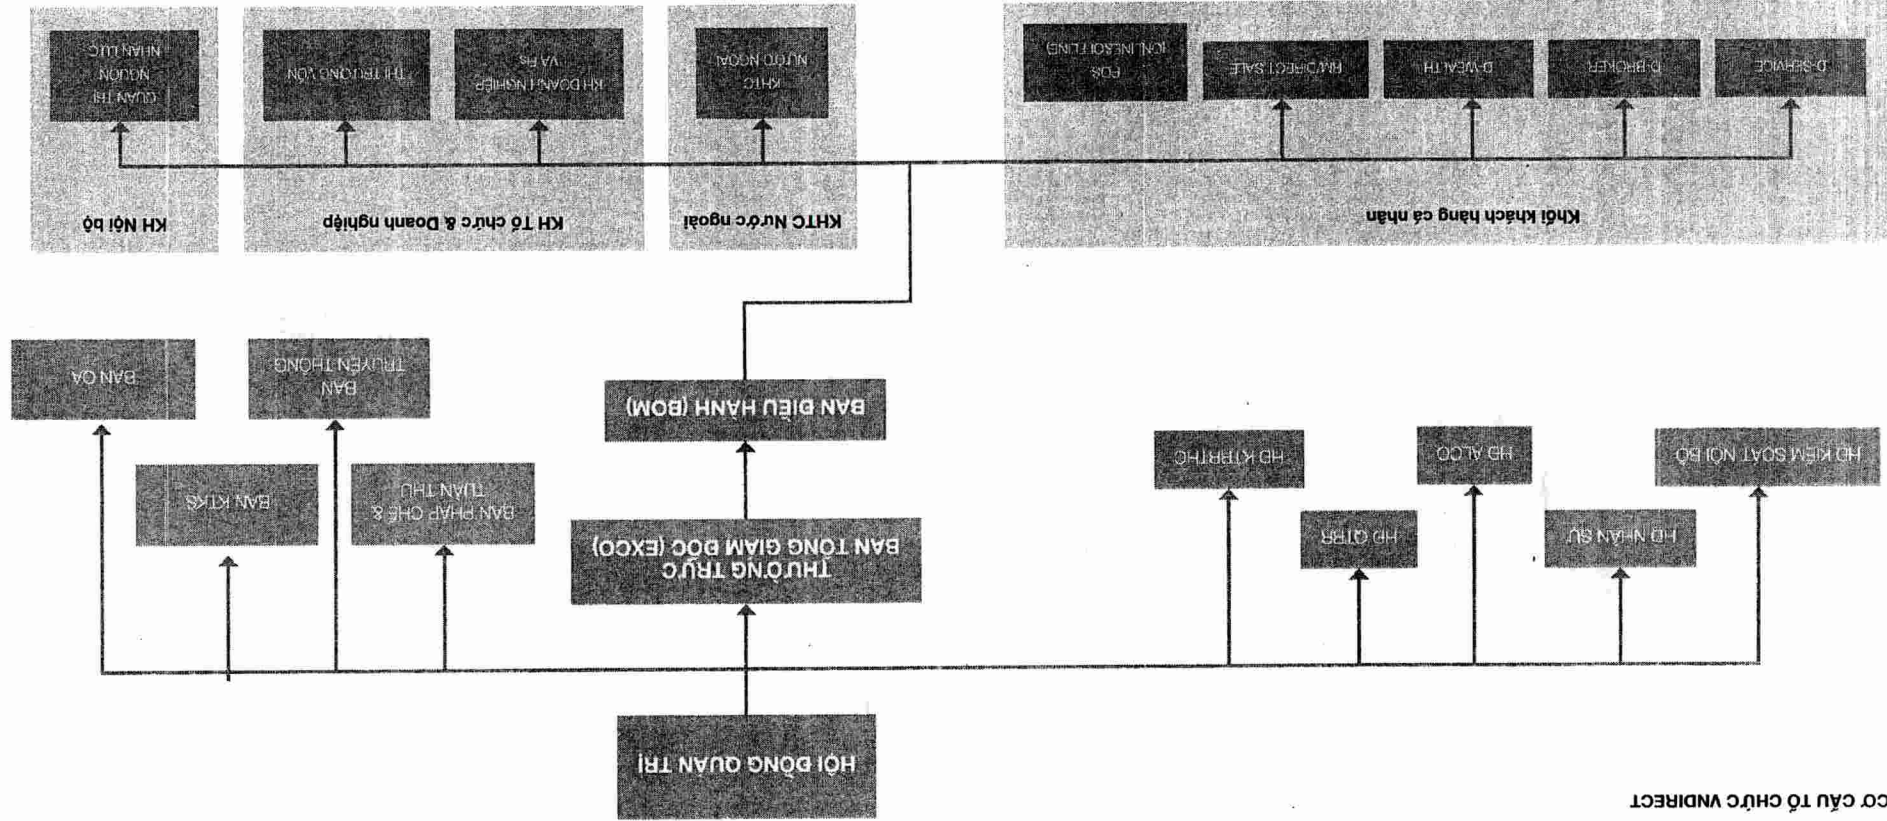 CƠ CẤU TỔ CHỨC VNDIRECT
HỘI ĐỒNG QUẢN TRỊ
HĐ KIỂM SOÁT NỘI BỘ
HĐ NHÂN SỰ
HĐ ALCO
HĐ QTRR
HĐ KTPRTHC
THƯỜNG TRỰC
BAN TỔNG GIÁM ĐỐC (EXCO)
BAN PHÁP CHẾ &
TUÂN THỦ
BAN KTKS
BAN ĐIỀU HÀNH (BOM)
BAN
TRUYỀN THÔNG
BAN QA
Khối khách hàng cá nhân
KHTC Nước ngoài
KH Tổ chức & Doanh nghiệp
KH Nội bộ
D-SERVICE
D-BROKER
D-WEALTH
RM/DIRECT SALE
PDS
KHTC
NƯỚC NGOÀI
KH DOANH NGHIỆP
VÀ FIs
THỊ TRƯỜNG VỐN
QUẢN TRỊ
NGUỒN
NHÂN LỰC